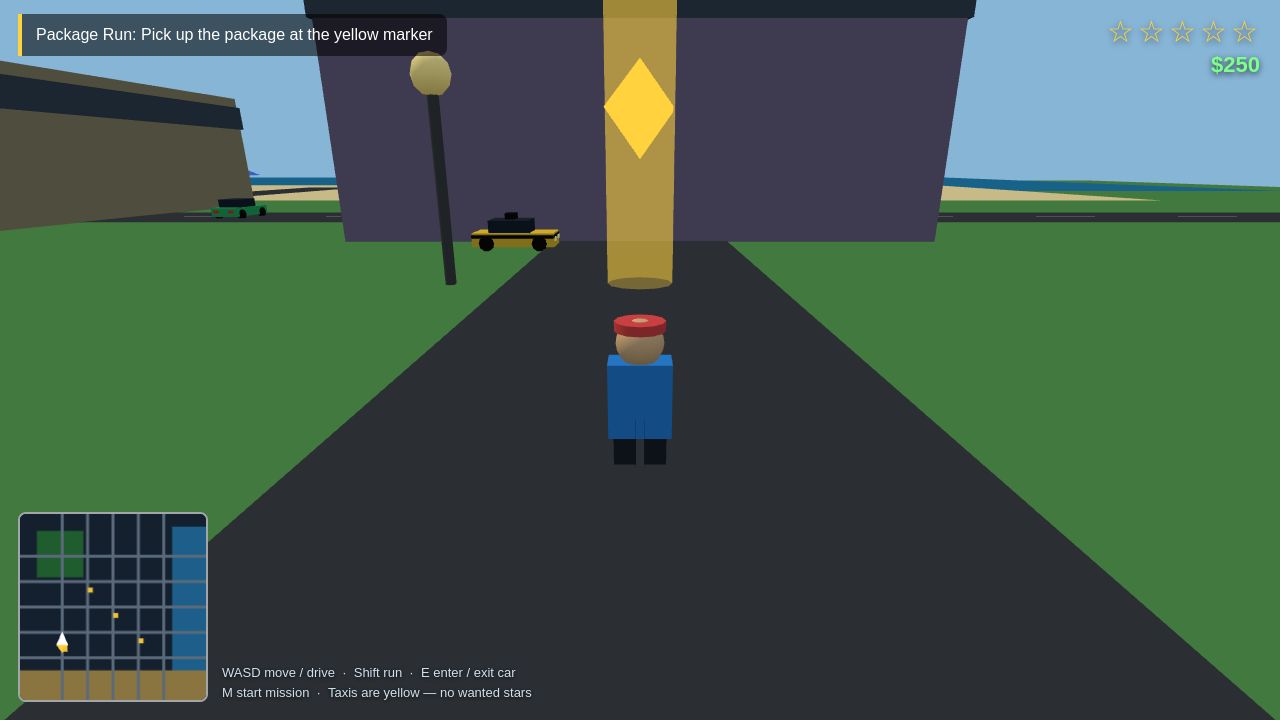 Package Run: Pick up the package at the yellow marker
☆☆☆☆☆
$250
WASD move / drive · Shift run · E enter / exit car
M start mission · Taxis are yellow — no wanted stars